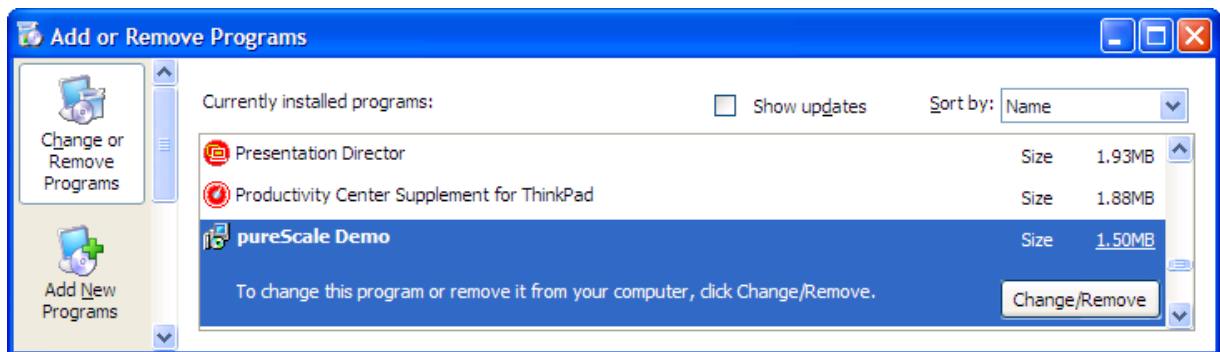 Add or Remove Programs
Change or
Remove
Programs
Add New
Programs
Currently installed programs:
Show updates
Sort by: Name
Presentation Director Size 1.93MB
Productivity Center Supplement for ThinkPad Size 1.88MB
pureScale Demo Size 1.50MB
To change this program or remove it from your computer, click Change/Remove.
Change/Remove